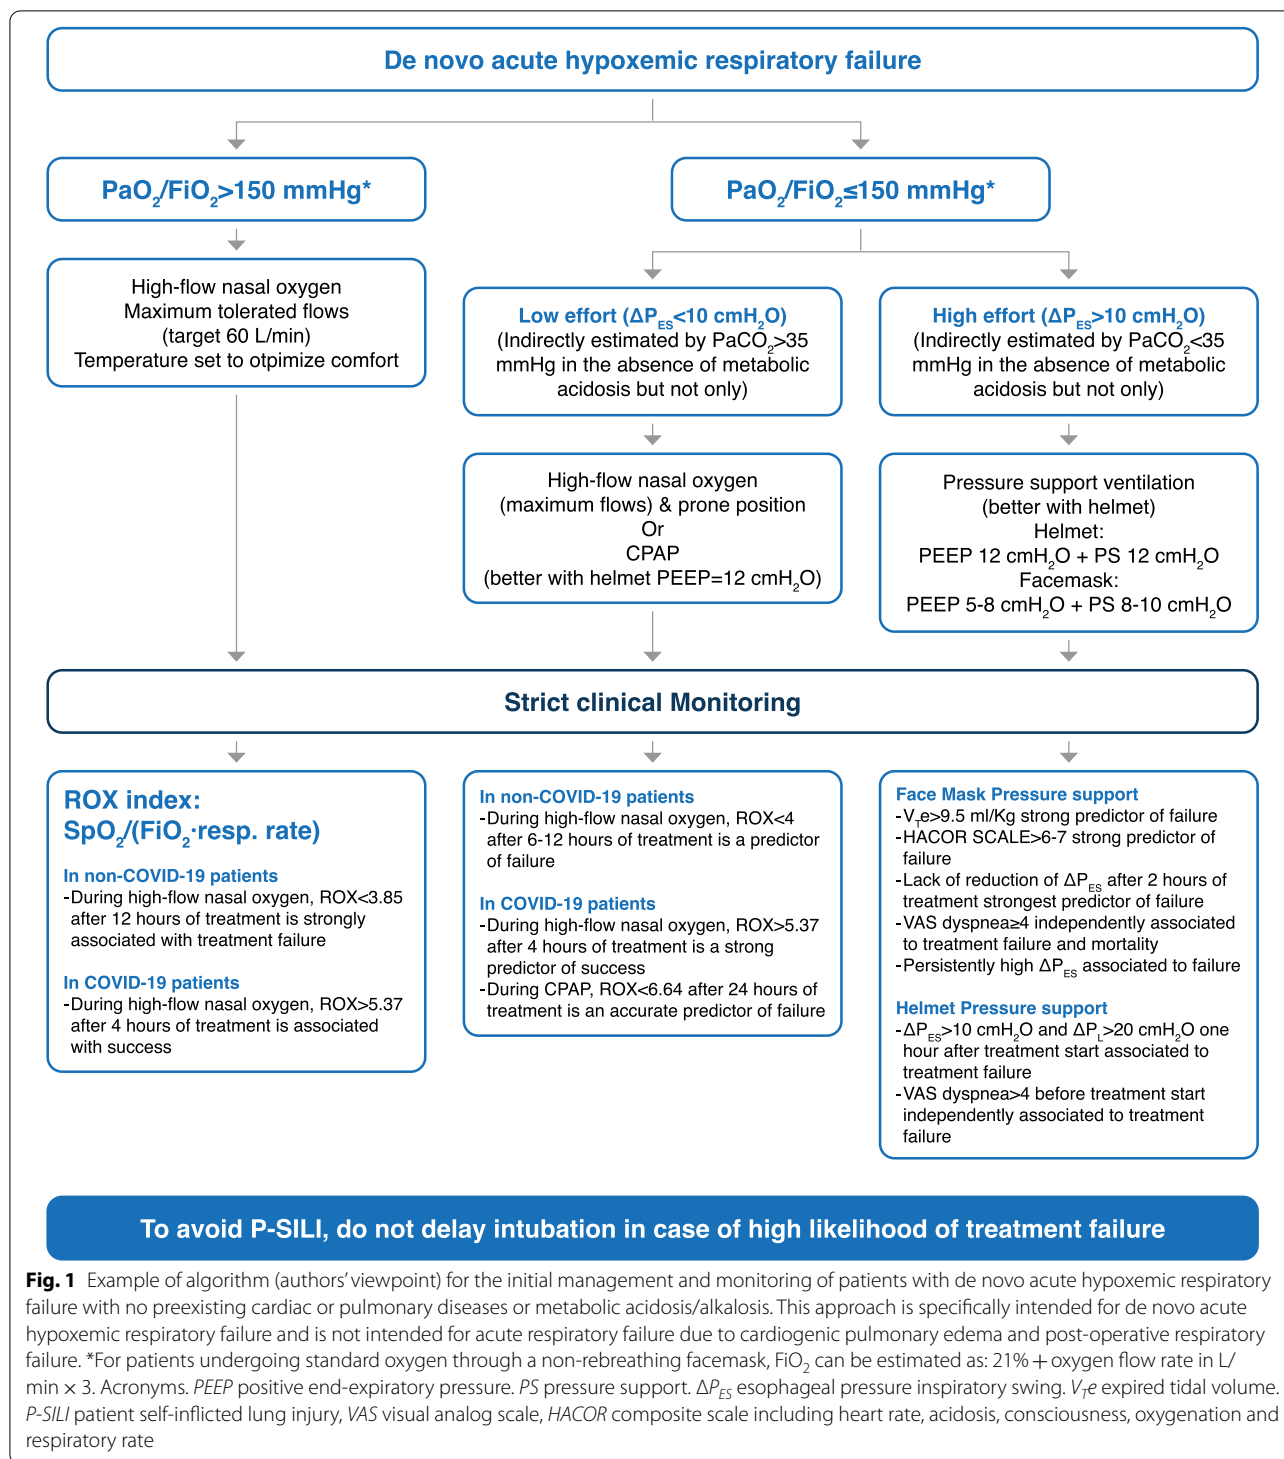 De novo acute hypoxemic respiratory failure
PaO₂/FiO₂>150 mmHg*
PaO₂/FiO₂≤150 mmHg*
High-flow nasal oxygen
Maximum tolerated flows
(target 60 L/min)
Temperature set to otpimize comfort
Low effort (ΔP_ES<10 cmH₂O)
(Indirectly estimated by PaCO₂>35
mmHg in the absence of metabolic
acidosis but not only)
High effort (ΔP_ES>10 cmH₂O)
(Indirectly estimated by PaCO₂<35
mmHg in the absence of metabolic
acidosis but not only)
High-flow nasal oxygen
(maximum flows) & prone position
Or
CPAP
(better with helmet PEEP=12 cmH₂O)
Pressure support ventilation
(better with helmet)
Helmet:
PEEP 12 cmH₂O + PS 12 cmH₂O
Facemask:
PEEP 5-8 cmH₂O + PS 8-10 cmH₂O
Strict clinical Monitoring
ROX index:
SpO₂/(FiO₂·resp. rate)
In non-COVID-19 patients
-During high-flow nasal oxygen, ROX<3.85
after 12 hours of treatment is strongly
associated with treatment failure
In COVID-19 patients
-During high-flow nasal oxygen, ROX>5.37
after 4 hours of treatment is associated
with success
In non-COVID-19 patients
-During high-flow nasal oxygen, ROX<4
after 6-12 hours of treatment is a predictor
of failure
In COVID-19 patients
-During high-flow nasal oxygen, ROX>5.37
after 4 hours of treatment is a strong
predictor of success
-During CPAP, ROX<6.64 after 24 hours of
treatment is an accurate predictor of failure
Face Mask Pressure support
-V_Te>9.5 ml/Kg strong predictor of failure
-HACOR SCALE>6-7 strong predictor of
failure
-Lack of reduction of ΔP_ES after 2 hours of
treatment strongest predictor of failure
-VAS dyspnea≥4 independently associated
to treatment failure and mortality
-Persistently high ΔP_ES associated to failure
Helmet Pressure support
-ΔP_ES>10 cmH₂O and ΔP_L>20 cmH₂O one
hour after treatment start associated to
treatment failure
-VAS dyspnea>4 before treatment start
independently associated to treatment
failure
To avoid P-SILI, do not delay intubation in case of high likelihood of treatment failure
Fig. 1 Example of algorithm (authors' viewpoint) for the initial management and monitoring of patients with de novo acute hypoxemic respiratory
failure with no preexisting cardiac or pulmonary diseases or metabolic acidosis/alkalosis. This approach is specifically intended for de novo acute
hypoxemic respiratory failure and is not intended for acute respiratory failure due to cardiogenic pulmonary edema and post-operative respiratory
failure. *For patients undergoing standard oxygen through a non-rebreathing facemask, FiO₂ can be estimated as: 21% + oxygen flow rate in L/
min × 3. Acronyms. PEEP positive end-expiratory pressure. PS pressure support. ΔP_ES esophageal pressure inspiratory swing. V_Te expired tidal volume.
P-SILI patient self-inflicted lung injury, VAS visual analog scale, HACOR composite scale including heart rate, acidosis, consciousness, oxygenation and
respiratory rate